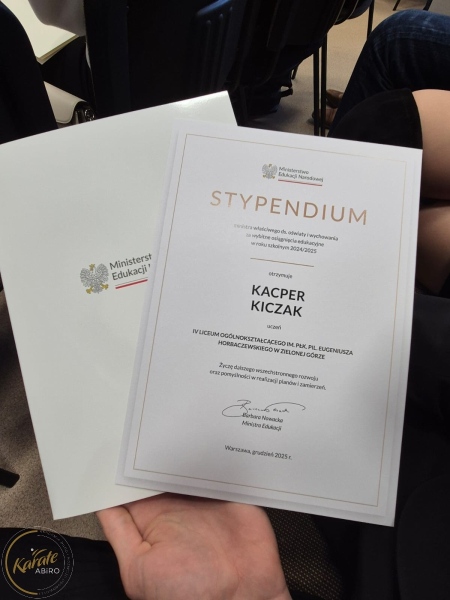 Ministerstwo
Edukacji Narodowej
STYPENDIUM
ministra właściwego ds. oświaty i wychowania
za wybitne osiągnięcia edukacyjne
w roku szkolnym 2024/2025
otrzymuje
KACPER
KICZAK
uczeń
IV LICEUM OGÓLNOKSZTAŁCĄCEGO IM. PŁK. PIL. EUGENIUSZA
HORBACZEWSKIEGO W ZIELONEJ GÓRZE
Życzę dalszego wszechstronnego rozwoju
oraz pomyślności w realizacji planów i zamierzeń.
Barbara Nowacka
Ministra Edukacji
Warszawa, grudzień 2025 r.
Ministerst
Edukacji N
Karate
ABiRO